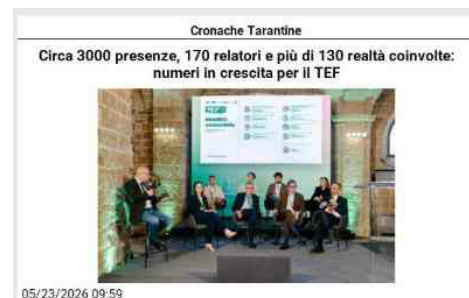 Cronache Tarantine
Circa 3000 presenze, 170 relatori e più di 130 realtà coinvolte:
numeri in crescita per il TEF
TEF
05/23/2026 09:59